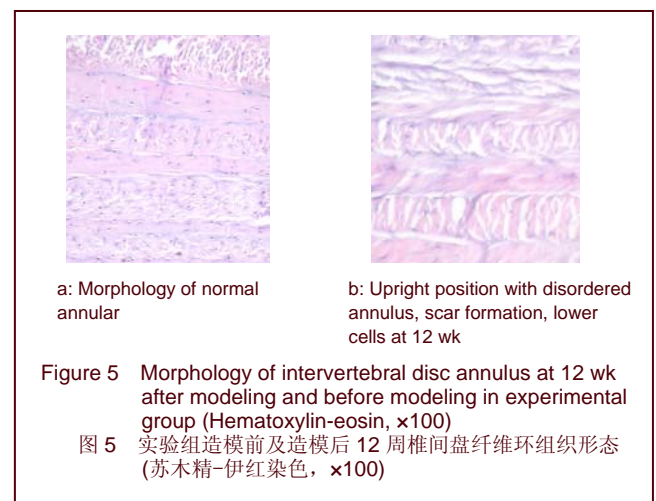 a: Morphology of normal
annular
b: Upright position with disordered
annulus, scar formation, lower
cells at 12 wk
Figure 5 Morphology of intervertebral disc annulus at 12 wk
after modeling and before modeling in experimental
group (Hematoxylin-eosin, ×100)
图 5 实验组造模前及造模后 12 周椎间盘纤维环组织形态
(苏木精-伊红染色，×100)